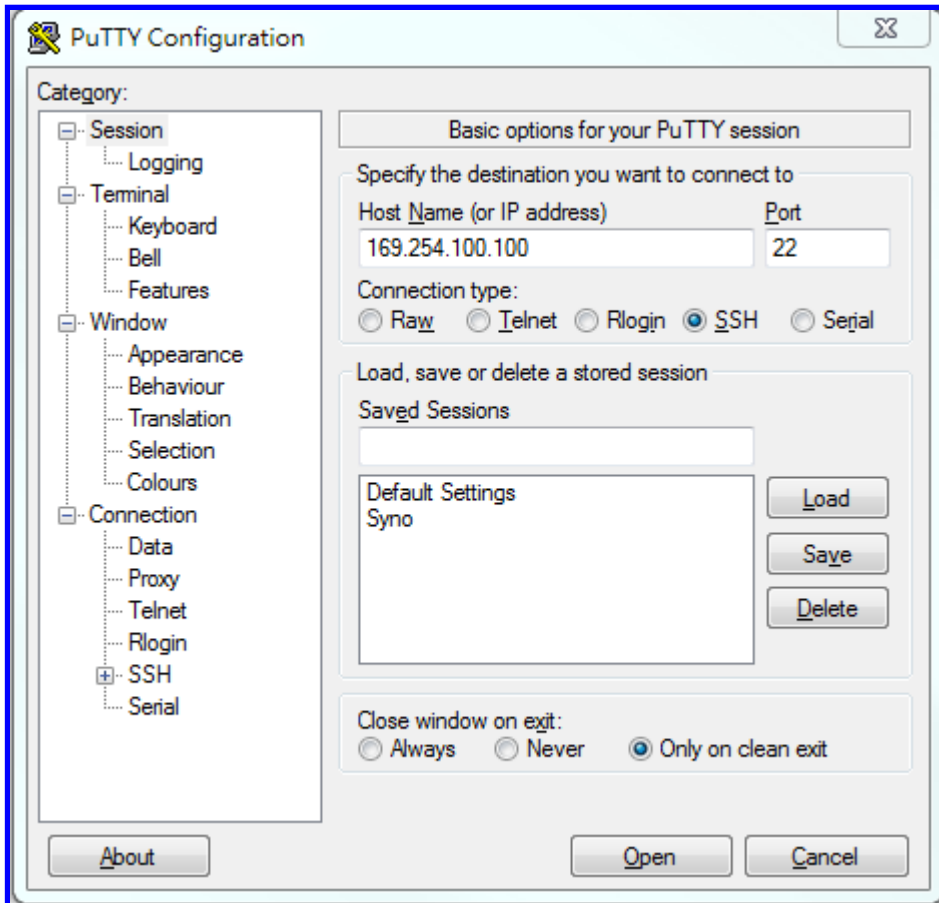 PuTTY Configuration
Category:
Session
Logging
Terminal
Keyboard
Bell
Features
Window
Appearance
Behaviour
Translation
Selection
Colours
Connection
Data
Proxy
Telnet
Rlogin
SSH
Serial
Basic options for your PuTTY session
Specify the destination you want to connect to
Host Name (or IP address) Port
169.254.100.100 22
Connection type:
Raw Telnet Rlogin SSH Serial
Load, save or delete a stored session
Saved Sessions
Default Settings
Syno
Load
Save
Delete
Close window on exit:
Always Never Only on clean exit
About Open Cancel